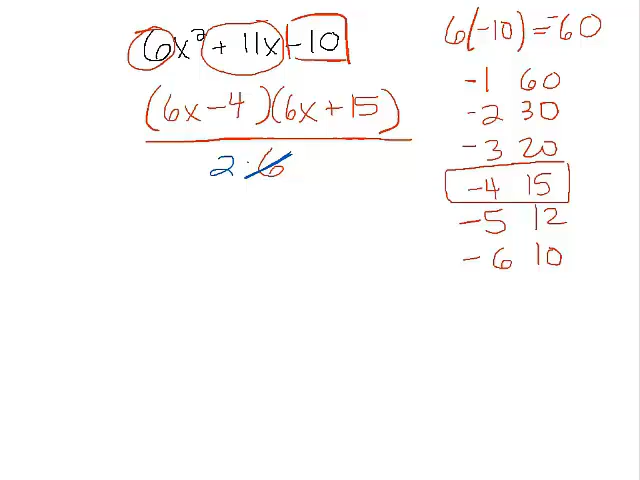 6x² + 11x - 10
(6x - 4)(6x + 15)
2 · 6
6(-10) = -60
-1 60
-2 30
-3 20
-4 15
-5 12
-6 10